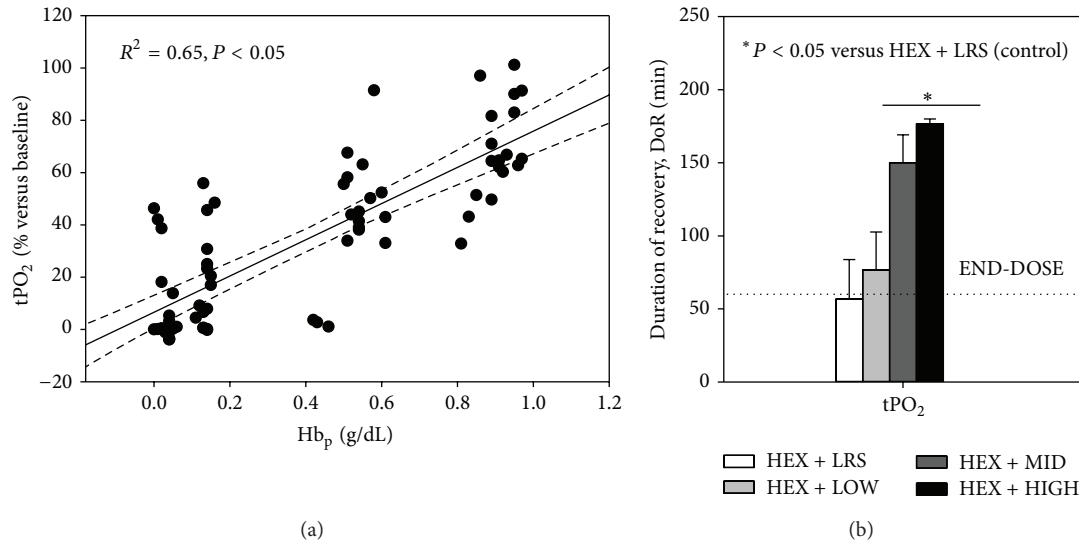 120
100
80
60
40
20
0
−20
tPO₂ (% versus baseline)
R² = 0.65, P < 0.05
0.0 0.2 0.4 0.6 0.8 1.0 1.2
Hbₚ (g/dL)
(a)
250
200
150
100
50
0
Duration of recovery, DoR (min)
*P < 0.05 versus HEX + LRS (control)
*
END-DOSE
tPO₂
HEX + LRS
HEX + LOW
HEX + MID
HEX + HIGH
(b)